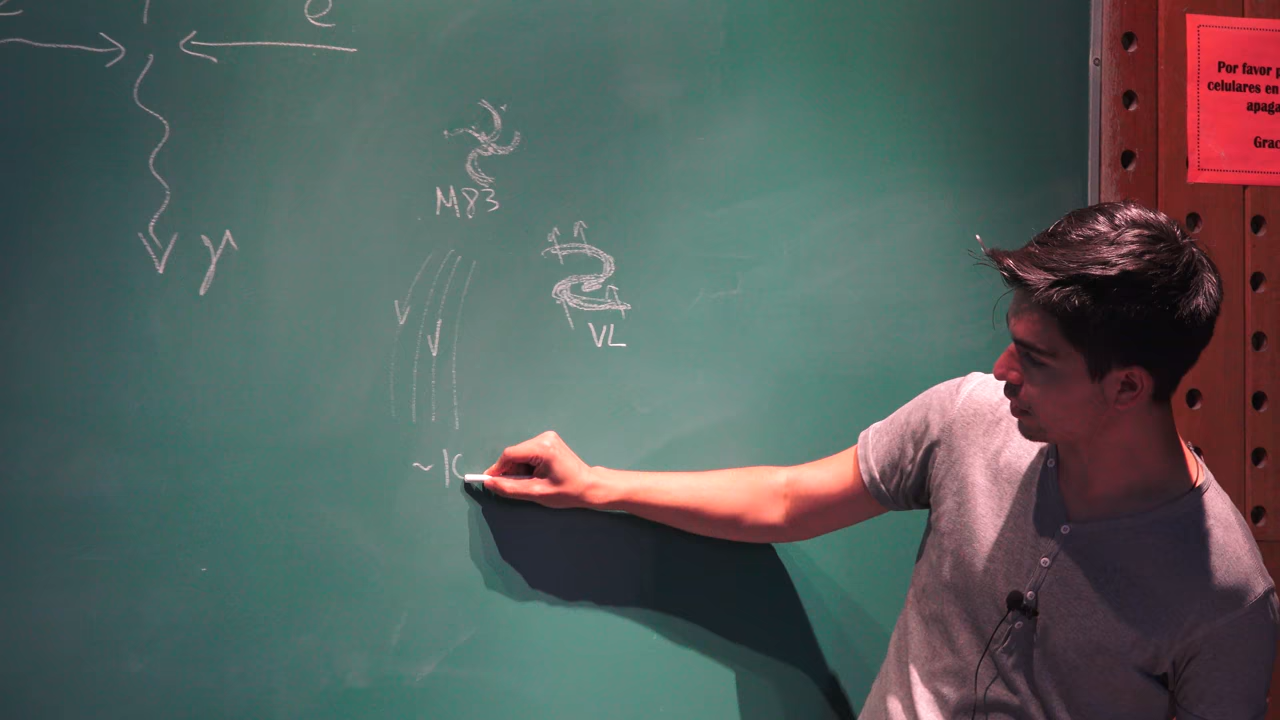 e
γ
M83
VL
~10
Por favor p
celulares en
apaga
Grac